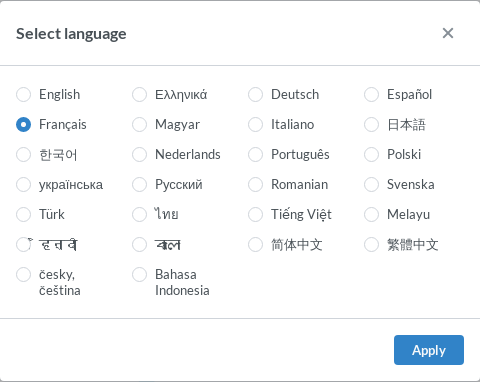 Select language
English Ελληνικά Deutsch Español
Français Magyar Italiano 日本語
한국어 Nederlands Português Polski
українська Русский Romanian Svenska
Türk ไทย Tiếng Việt Melayu
简体中文 繁體中文
česky, Bahasa
čeština Indonesia
Apply